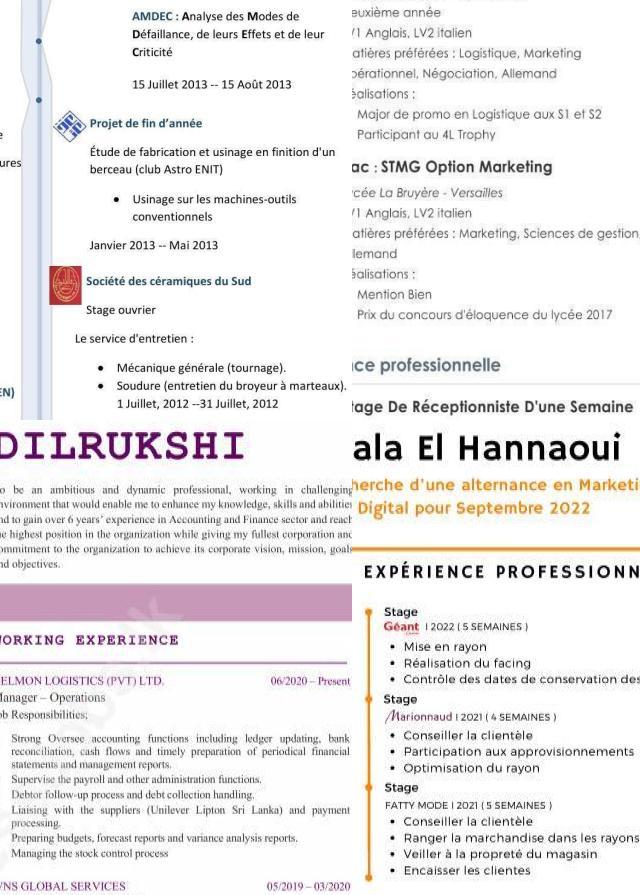 AMDEC : Analyse des Modes de
Défaillance, de leurs Effets et de leur
Criticité
15 Juillet 2013 -- 15 Août 2013
Projet de fin d'année
Étude de fabrication et usinage en finition d'un
berceau (club Astro ENIT)
• Usinage sur les machines-outils
conventionnels
Janvier 2013 -- Mai 2013
Société des céramiques du Sud
Stage ouvrier
Le service d'entretien :
• Mécanique générale (tournage).
• Soudure (entretien du broyeur à marteaux).
1 Juillet, 2012 --31 Juillet, 2012
e
ures
EN)
euxième année
/1 Anglais, LV2 italien
atières préférées : Logistique, Marketing
pérationnel, Négociation, Allemand
éalisations :
Major de promo en Logistique aux S1 et S2
Participant au 4L Trophy
ac : STMG Option Marketing
cée La Bruyère - Versailles
/1 Anglais, LV2 italien
atières préférées : Marketing, Sciences de gestion,
lemand
éalisations :
Mention Bien
Prix du concours d'éloquence du lycée 2017
ce professionnelle
tage De Réceptionniste D'une Semaine
DILRUKSHI
o be an ambitious and dynamic professional, working in challenging
nvironment that would enable me to enhance my knowledge, skills and abilities
nd to gain over 6 years' experience in Accounting and Finance sector and reach
he highest position in the organization while giving my fullest corporation and
ommitment to the organization to achieve its corporate vision, mission, goals
nd objectives.
WORKING EXPERIENCE
ELMON LOGISTICS (PVT) LTD. 06/2020 – Present
Manager – Operations
ob Responsibilities;
Strong Oversee accounting functions including ledger updating, bank
reconciliation, cash flows and timely preparation of periodical financial
statements and management reports.
Supervise the payroll and other administration functions.
Debtor follow-up process and debt collection handling.
Liaising with the suppliers (Unilever Lipton Sri Lanka) and payment
processing.
Preparing budgets, forecast reports and variance analysis reports.
Managing the stock control process
WNS GLOBAL SERVICES 05/2019 – 03/2020
ala El Hannaoui
herche d'une alternance en Marketi
Digital pour Septembre 2022
EXPÉRIENCE PROFESSIONN
Stage
Géant I 2022 ( 5 SEMAINES )
• Mise en rayon
• Réalisation du facing
• Contrôle des dates de conservation des
Stage
Marionnaud I 2021 ( 4 SEMAINES )
• Conseiller la clientèle
• Participation aux approvisionnements
• Optimisation du rayon
Stage
FATTY MODE I 2021 ( 5 SEMAINES )
• Conseiller la clientèle
• Ranger la marchandise dans les rayons
• Veiller à la propreté du magasin
• Encaisser les clientes